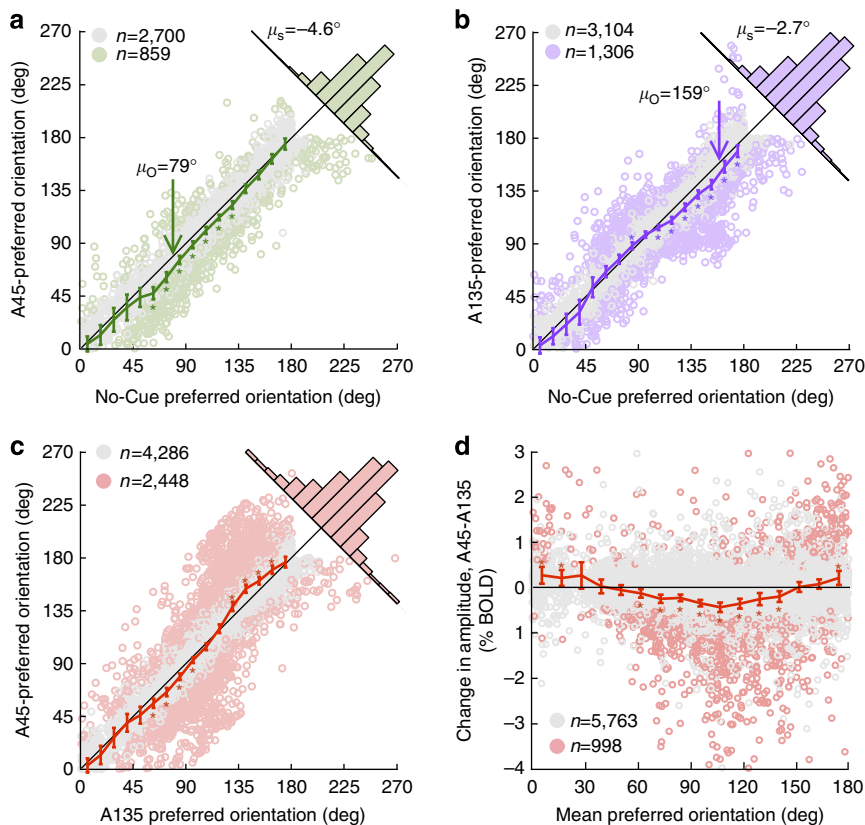 a
μs=–4.6°
n=2,700
n=859
μO=79°
270
225
180
135
90
45
0
A45-preferred orientation (deg)
0 45 90 135 180 225 270
No-Cue preferred orientation (deg)
b
μs=–2.7°
n=3,104
n=1,306
μO=159°
270
225
180
135
90
45
0
A135-preferred orientation (deg)
0 45 90 135 180 225 270
No-Cue preferred orientation (deg)
c
n=4,286
n=2,448
270
225
180
135
90
45
0
A45-preferred orientation (deg)
0 45 90 135 180 225 270
A135 preferred orientation (deg)
d
3
2
1
0
–1
–2
–3
–4
Change in amplitude, A45-A135
(% BOLD)
n=5,763
n=998
0 30 60 90 120 150 180
Mean preferred orientation (deg)